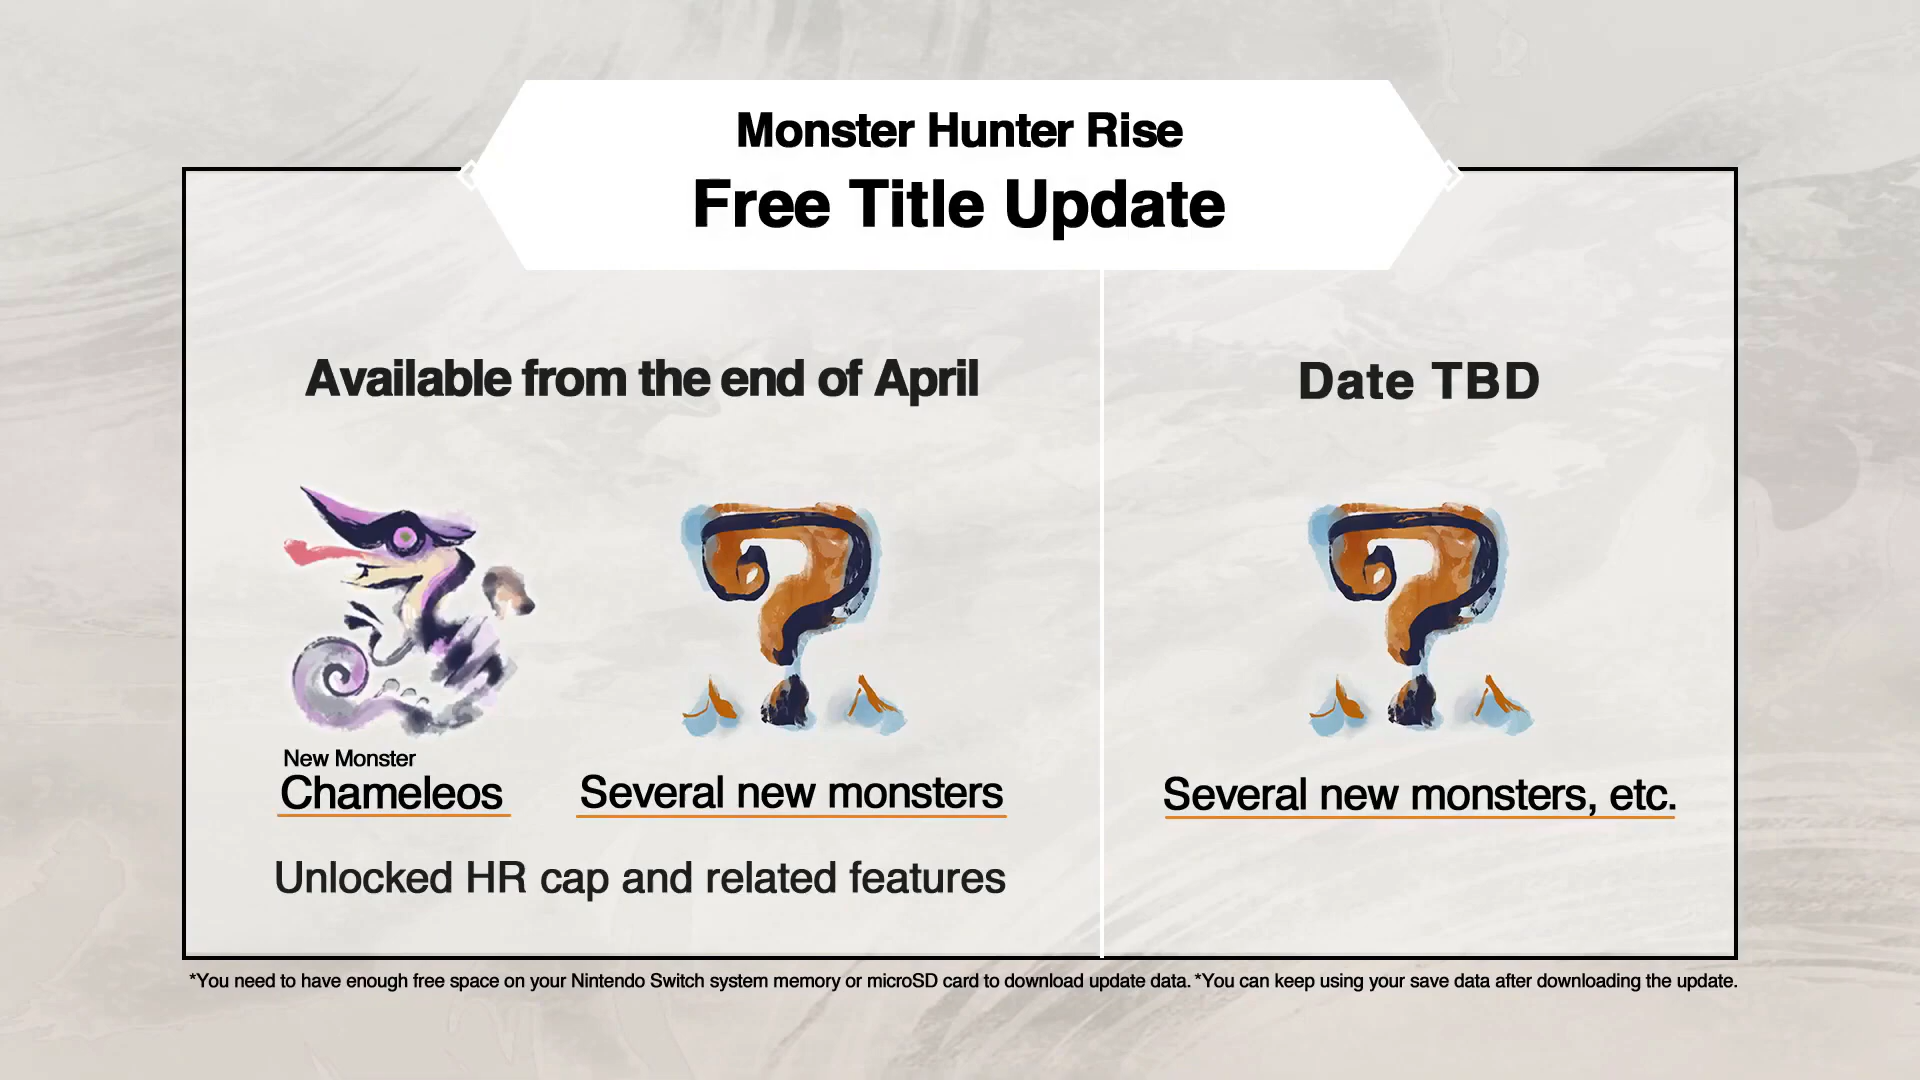 Monster Hunter Rise
Free Title Update
Available from the end of April
New Monster
Chameleos
Several new monsters
Unlocked HR cap and related features
Date TBD
Several new monsters, etc.
*You need to have enough free space on your Nintendo Switch system memory or microSD card to download update data. *You can keep using your save data after downloading the update.